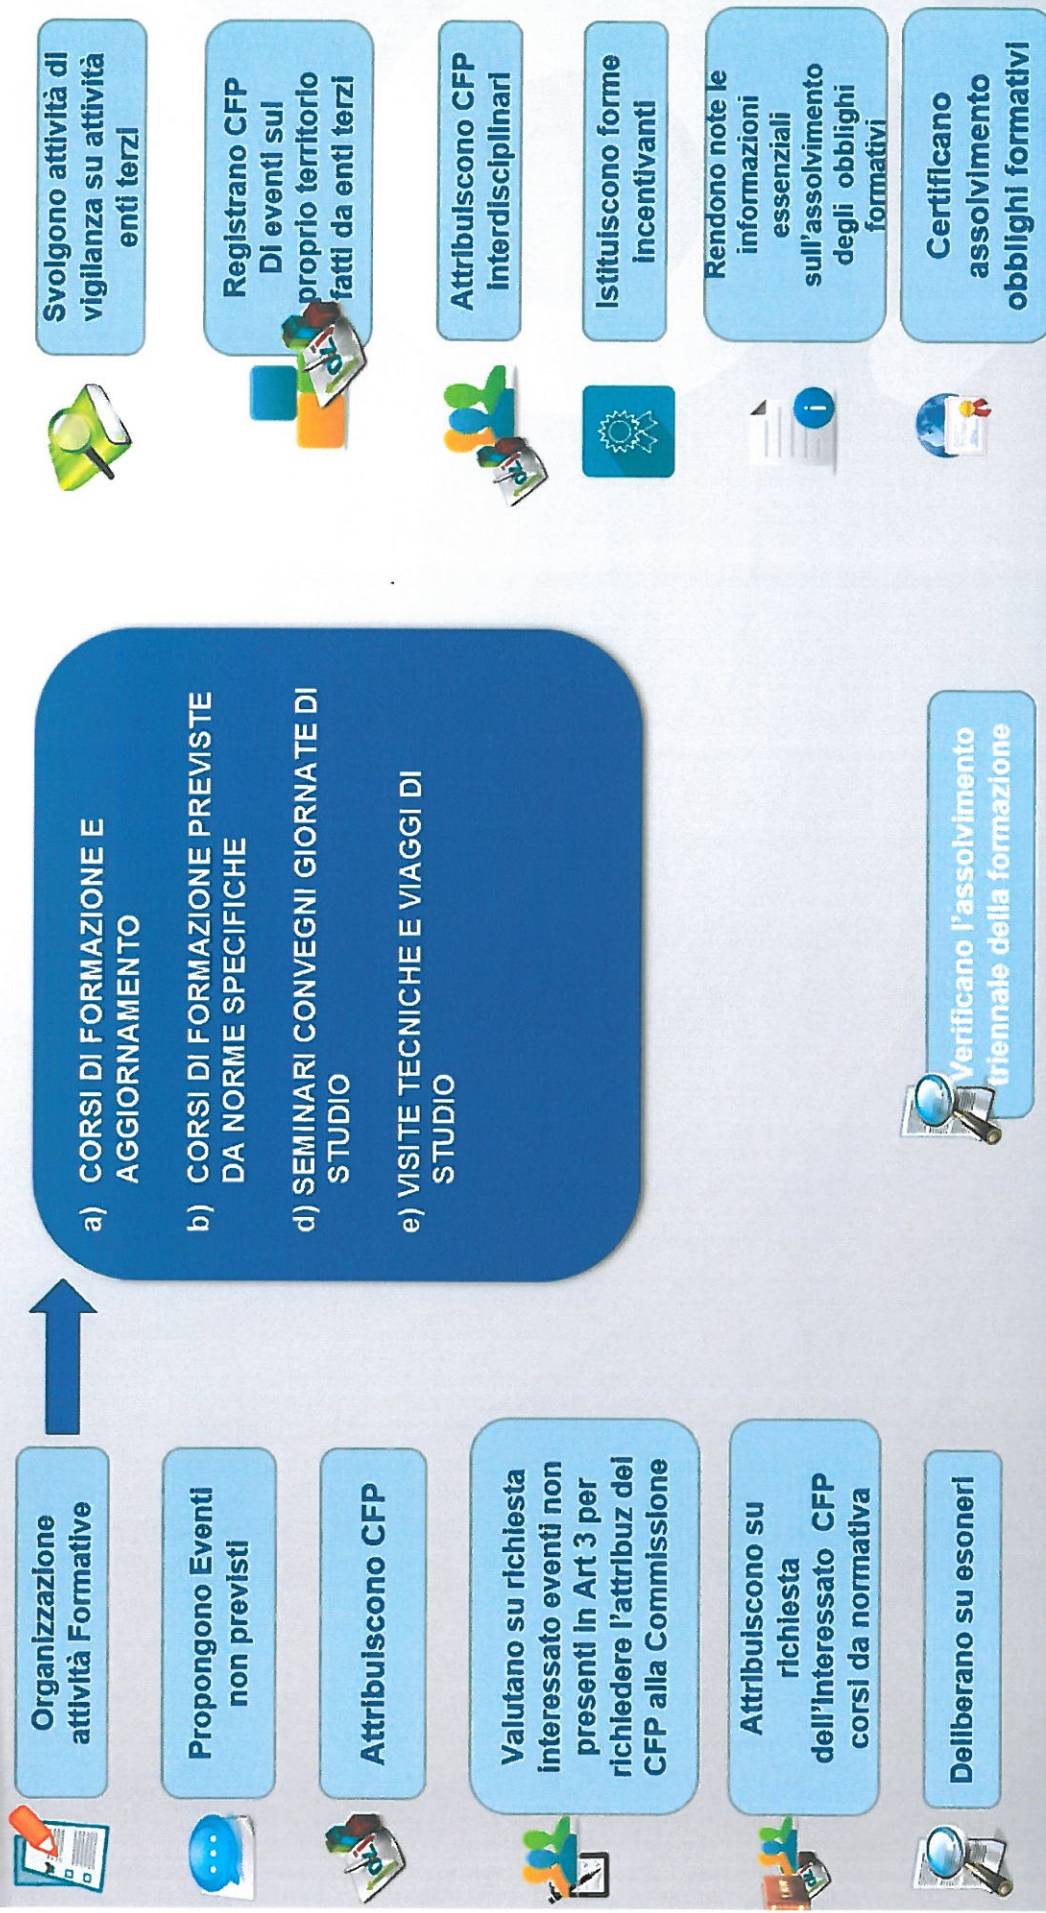 Organizzazione
attività Formative
Propongono Eventi
non previsti
Attribuiscono CFP
Valutano su richiesta
interessato eventi non
presenti in Art 3 per
richiedere l'attribuz dei
CFP alla Commissione
Attribuiscono su
richiesta
dell'interessato CFP
corsi da normativa
Deliberano su esoneri
a) CORSI DI FORMAZIONE E
AGGIORNAMENTO
b) CORSI DI FORMAZIONE PREVISTE
DA NORME SPECIFICHE
d) SEMINARI CONVEGNI GIORNATE DI
STUDIO
e) VISITE TECNICHE E VIAGGI DI
STUDIO
Verificano l'assolvimento
triennale della formazione
Svolgono attività di
vigilanza su attività
enti terzi
Registrano CFP
Di eventi sul
proprio territorio
fatti da enti terzi
Attribuiscono CFP
interdisciplinari
Istituiscono forme
incentivanti
Rendono note le
informazioni
essenziali
sull'assolvimento
degli obblighi
formativi
Certificano
assolvimento
obblighi formativi